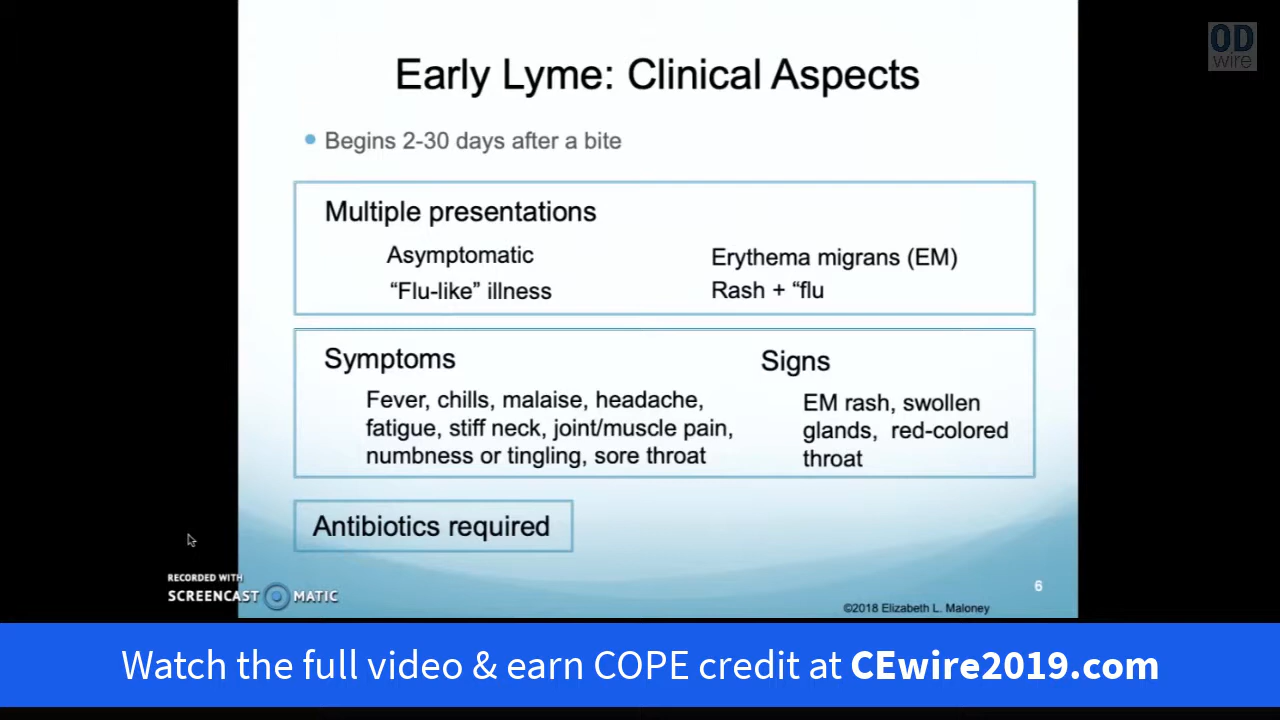 OD
wire
Early Lyme: Clinical Aspects
Begins 2-30 days after a bite
Multiple presentations
Asymptomatic
Erythema migrans (EM)
“Flu-like” illness
Rash + “flu
Symptoms
Signs
Fever, chills, malaise, headache,
fatigue, stiff neck, joint/muscle pain,
numbness or tingling, sore throat
EM rash, swollen
glands, red-colored
throat
Antibiotics required
RECORDED WITH
SCREENCAST MATIC
6
©2018 Elizabeth L. Maloney
Watch the full video & earn COPE credit at CEwire2019.com